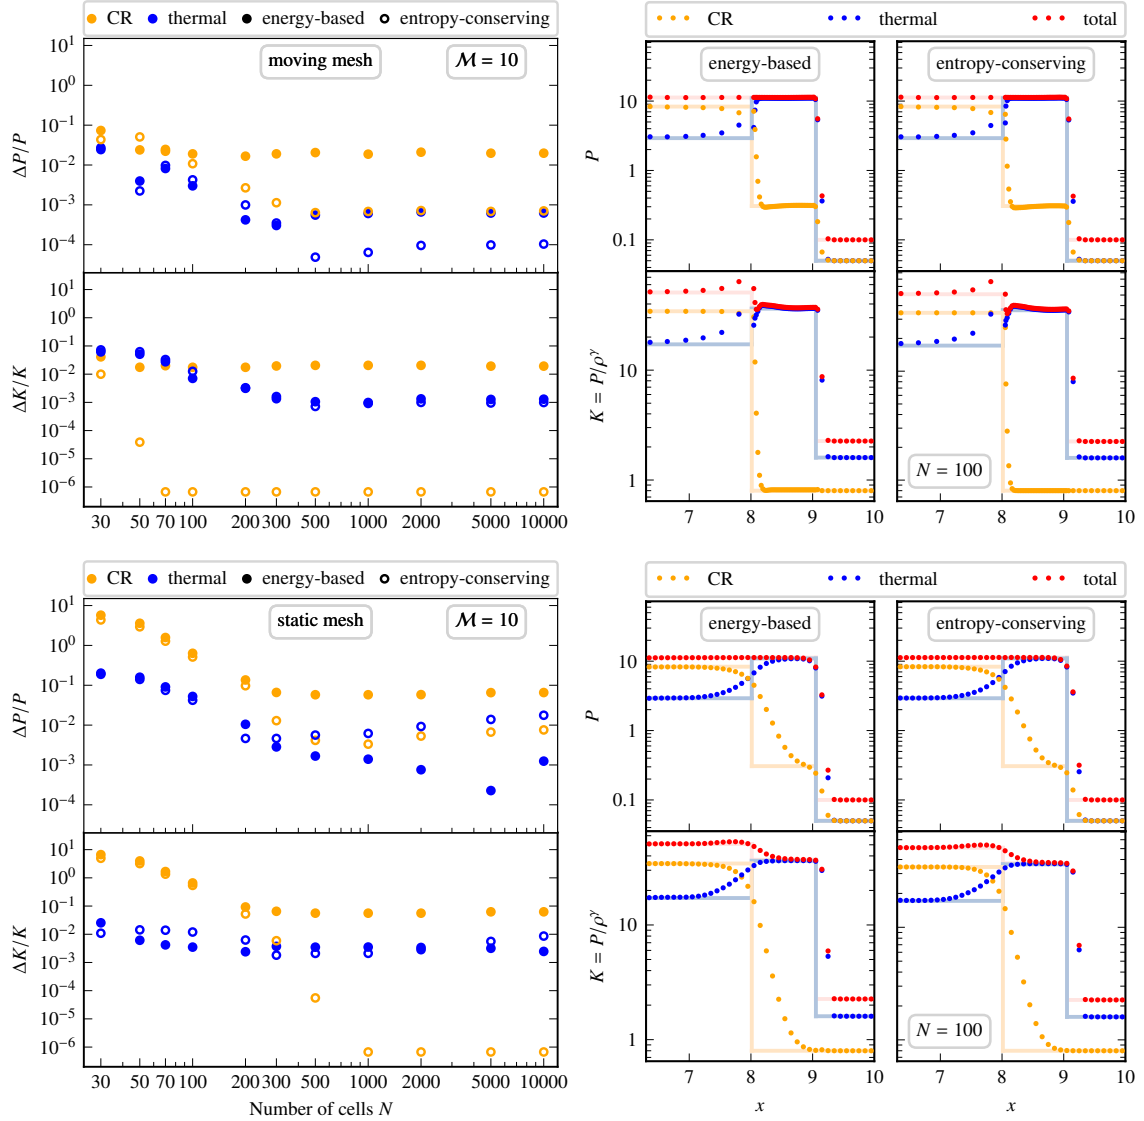 CR thermal energy-based entropy-conserving
moving mesh
M = 10
10¹
10⁰
10⁻¹
10⁻²
10⁻³
10⁻⁴
ΔP/P
10¹
10⁰
10⁻¹
10⁻²
10⁻³
10⁻⁴
10⁻⁵
10⁻⁶
ΔK/K
30 50 70 100 200 300 500 1000 2000 5000 10000
CR thermal total
energy-based
entropy-conserving
10
1
0.1
P
10
1
K = P/ρ^γ
N = 100
7 8 9 10
7 8 9 10
CR thermal energy-based entropy-conserving
static mesh
M = 10
10¹
10⁰
10⁻¹
10⁻²
10⁻³
10⁻⁴
ΔP/P
10¹
10⁰
10⁻¹
10⁻²
10⁻³
10⁻⁴
10⁻⁵
10⁻⁶
ΔK/K
30 50 70 100 200 300 500 1000 2000 5000 10000
Number of cells N
CR thermal total
energy-based
entropy-conserving
10
1
0.1
P
10
1
K = P/ρ^γ
N = 100
7 8 9 10
7 8 9 10
x
x